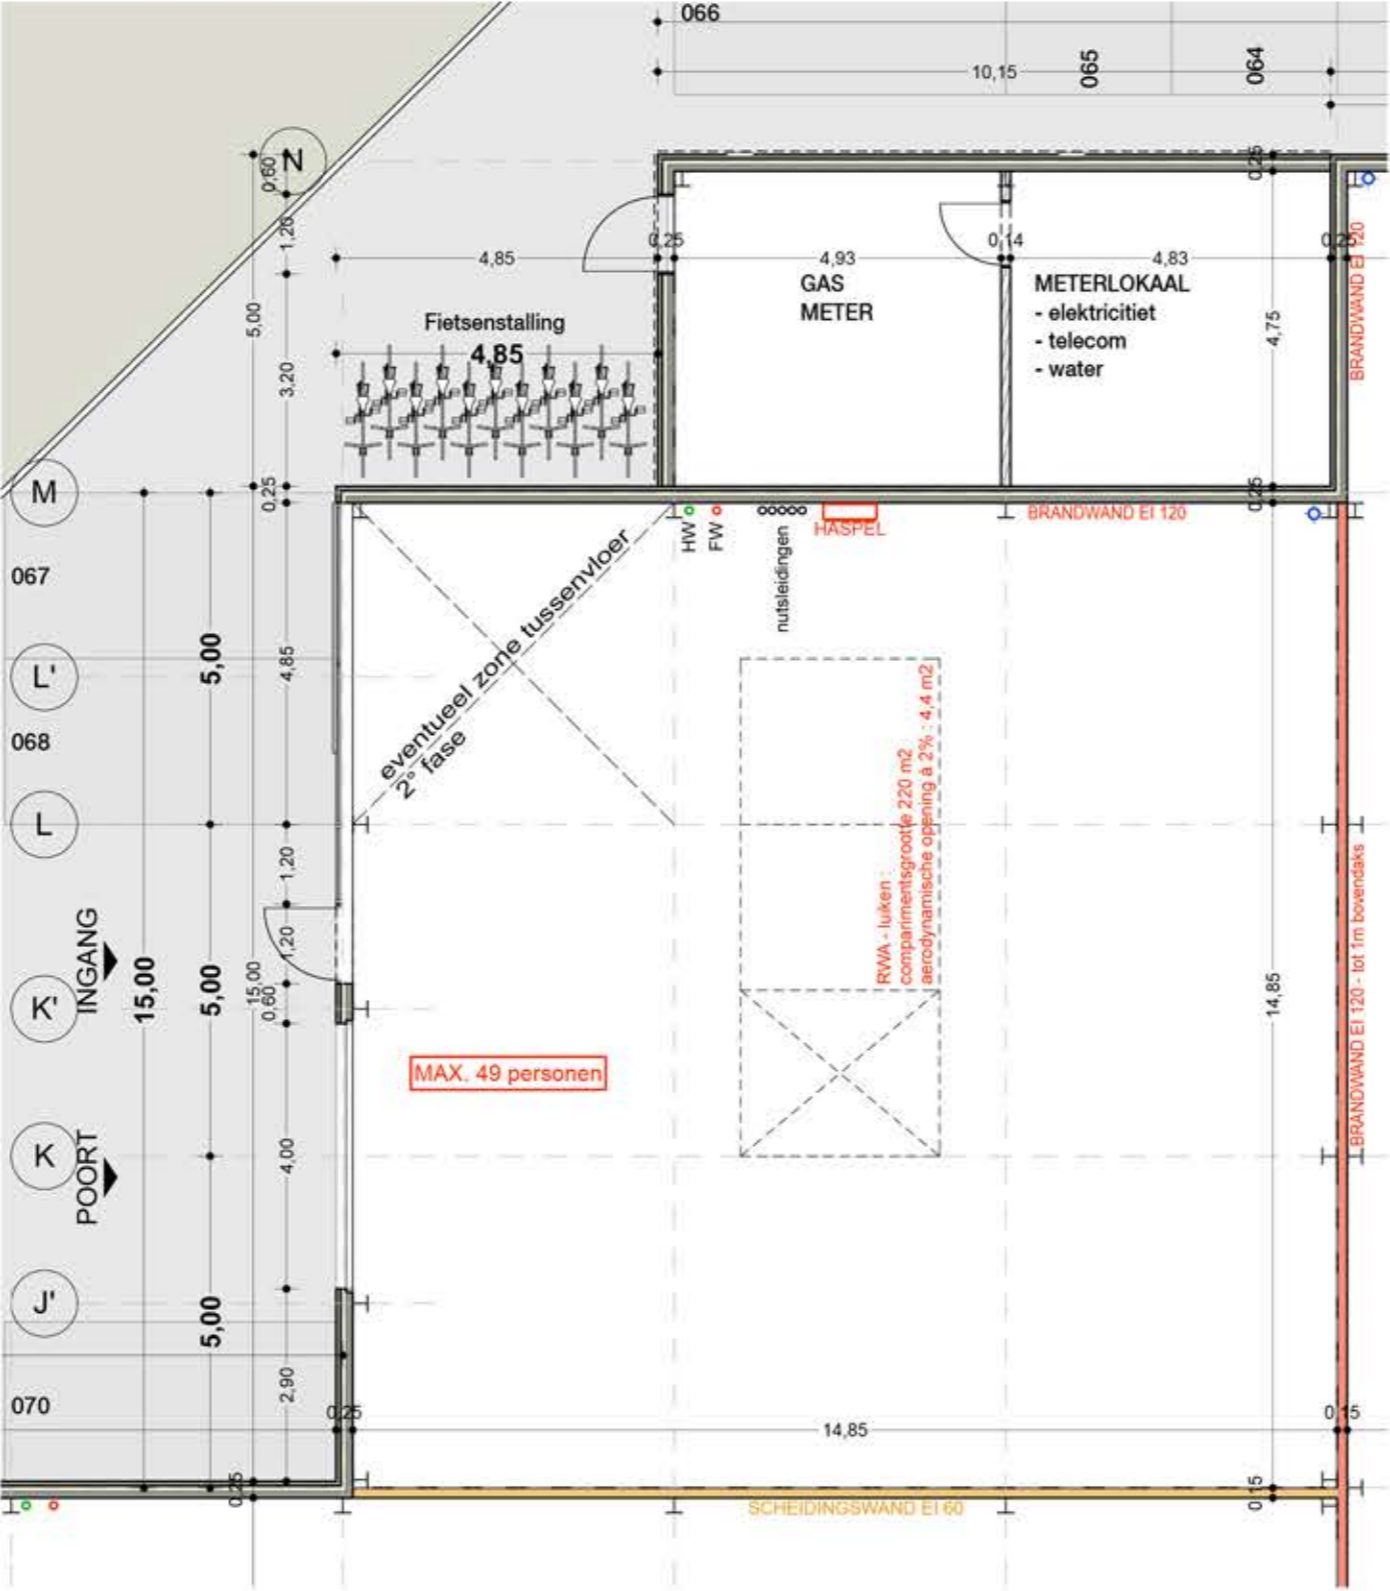 066
10,15
065
064
N
0,60
1,20
5,00
3,20
0,25
4,85
Fietsenstalling
4,85
0,25
4,93
0,14
4,83
0,25
0,25
GAS
METER
METERLOKAAL
- elektricitiet
- telecom
- water
4,75
BRANDWAND EI 120
0,25
M
067
L'
068
L
INGANG
K'
K
POORT
J'
070
15,00
5,00
5,00
5,00
15,00
4,85
1,20
1,20
0,60
4,00
2,90
0,25
HW
FW
nutsleidingen
HASPEL
BRANDWAND EI 120
eventueel zone tussenvloer
2° fase
RWA - luiken :
compartimentsgrootte 220 m2
aerodynamische opening à 2% : 4,4 m2
MAX. 49 personen
14,85
BRANDWAND EI 120 - tot 1m bovendaks
0,25
14,85
0,15
0,15
SCHEIDINGSWAND EI 60